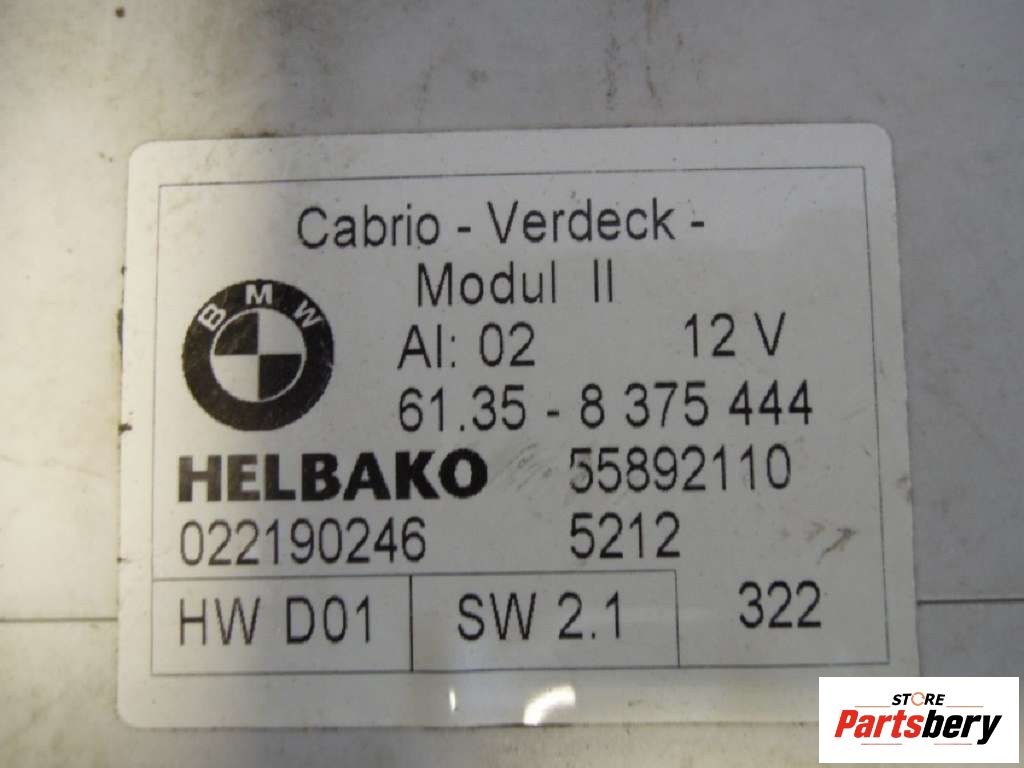 Cabrio - Verdeck -
Modul II
BMW
AI: 02 12 V
61.35 - 8 375 444
HELBAKO 55892110
022190246 5212
HW D01 SW 2.1 322
STORE
Partsbery